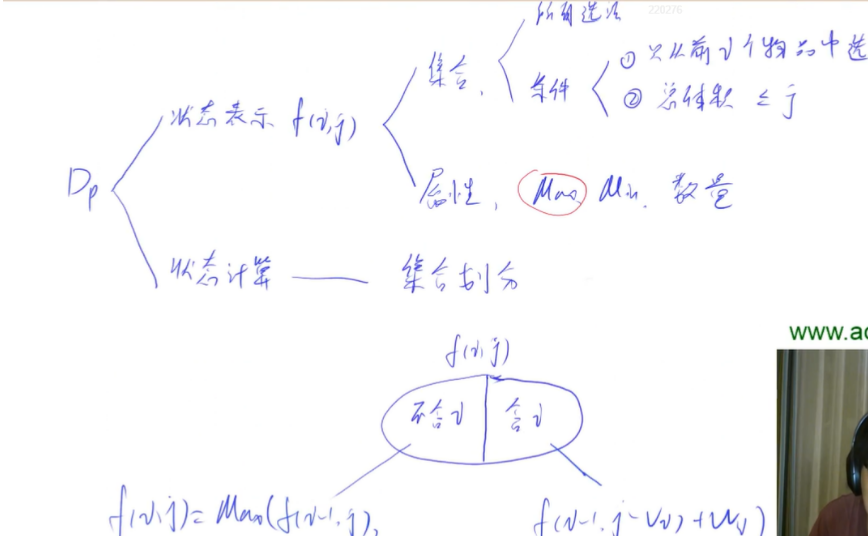 220276
所有选法
集合,
条件
① 只从前i个物品中选
② 总体积 ≤ j
状态表示 f(i,j)
Dp
属性, Max, Min, 数量
状态计算 —— 集合划分
www.ac
f(i,j)
不含i 含i
f(i,j)= Max(f(i-1,j), f(i-1,j-Vi)+Wi)